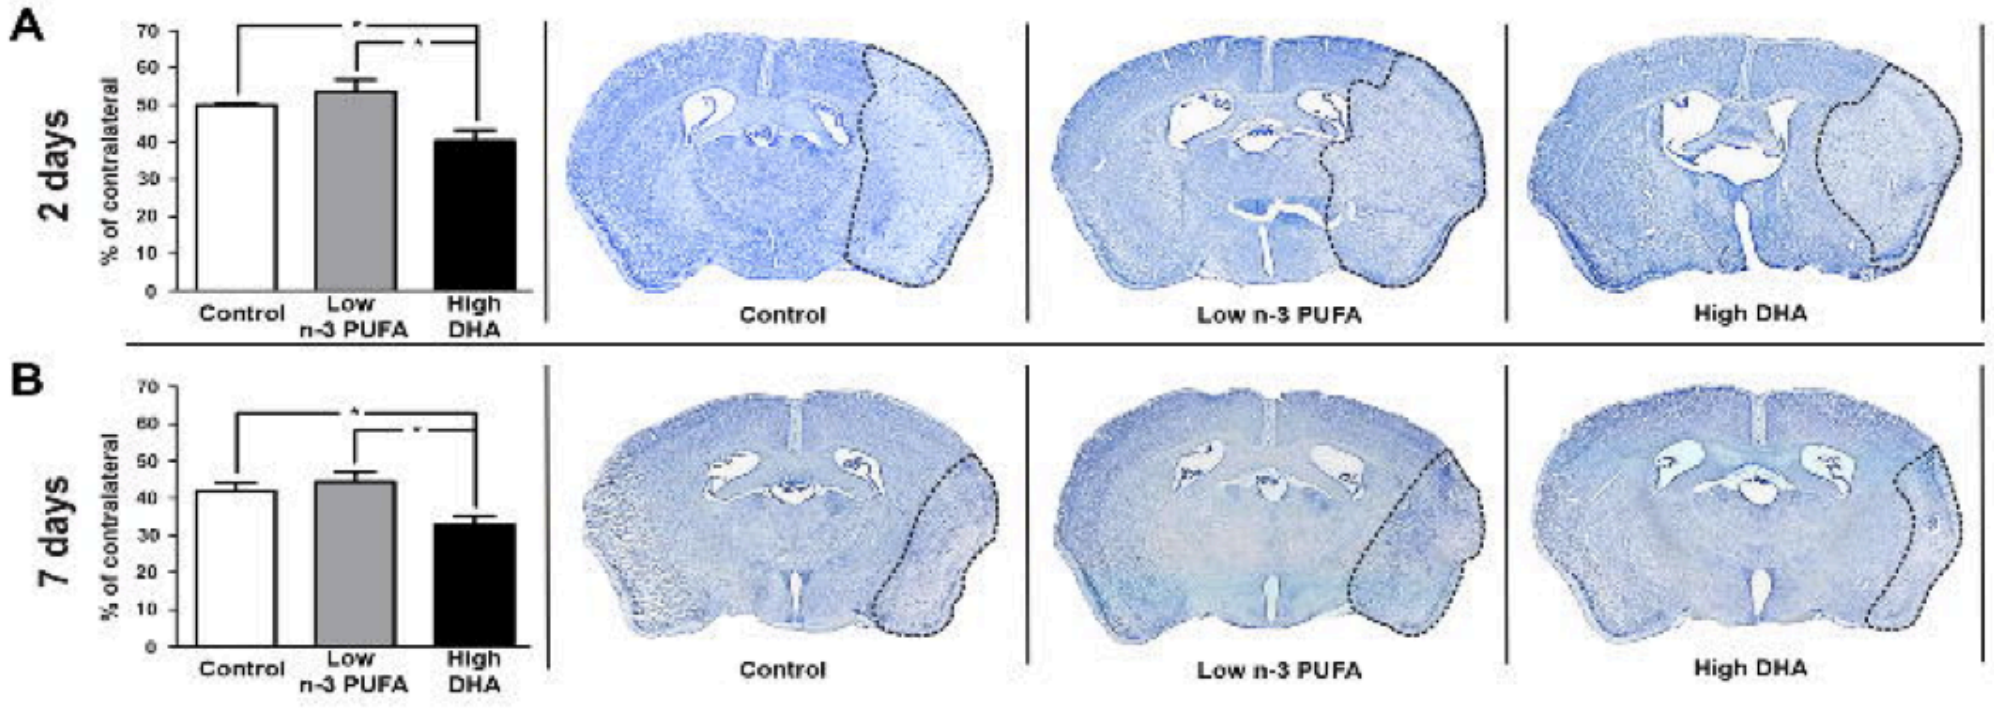 A
2 days
% of contralateral
70
60
50
40
30
20
10
0
*
*
Control
Low
n-3 PUFA
High
DHA
Control
Low n-3 PUFA
High DHA
B
7 days
% of contralateral
70
60
50
40
30
20
10
0
*
*
Control
Low
n-3 PUFA
High
DHA
Control
Low n-3 PUFA
High DHA